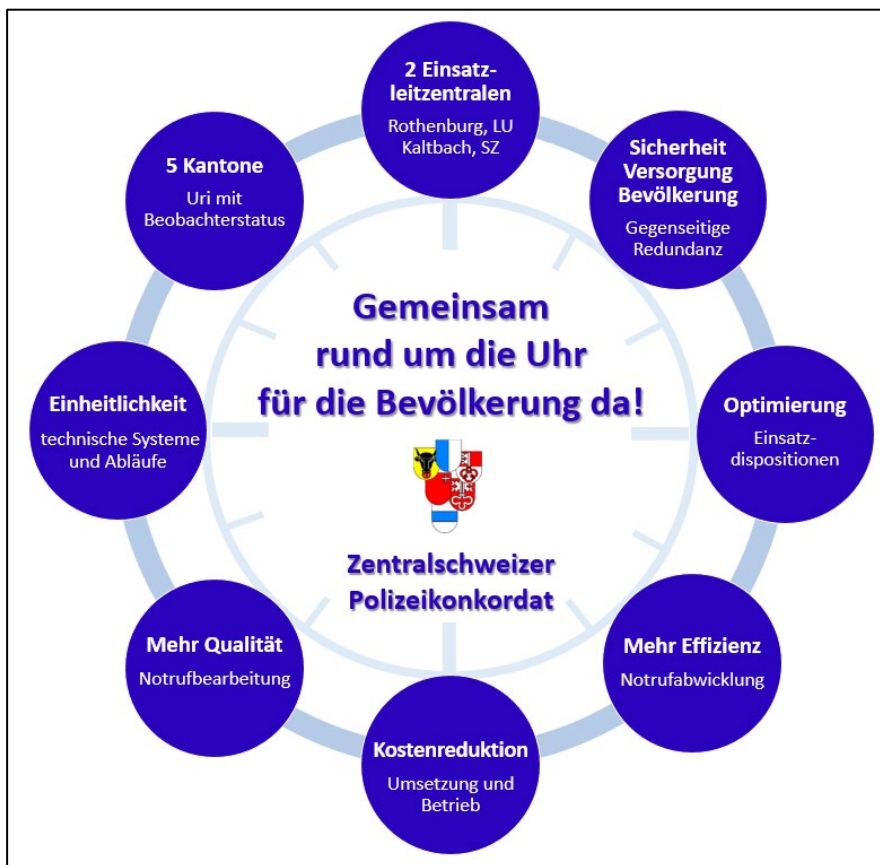 2 Einsatz-
leitzentralen
Rothenburg, LU
Kaltbach, SZ
Sicherheit
Versorgung
Bevölkerung
Gegenseitige
Redundanz
Optimierung
Einsatz-
dispositionen
Mehr Effizienz
Notrufabwicklung
Kostenreduktion
Umsetzung und
Betrieb
Mehr Qualität
Notrufbearbeitung
Einheitlichkeit
technische Systeme
und Abläufe
5 Kantone
Uri mit
Beobachterstatus
Gemeinsam
rund um die Uhr
für die Bevölkerung da!
Zentralschweizer
Polizeikonkordat